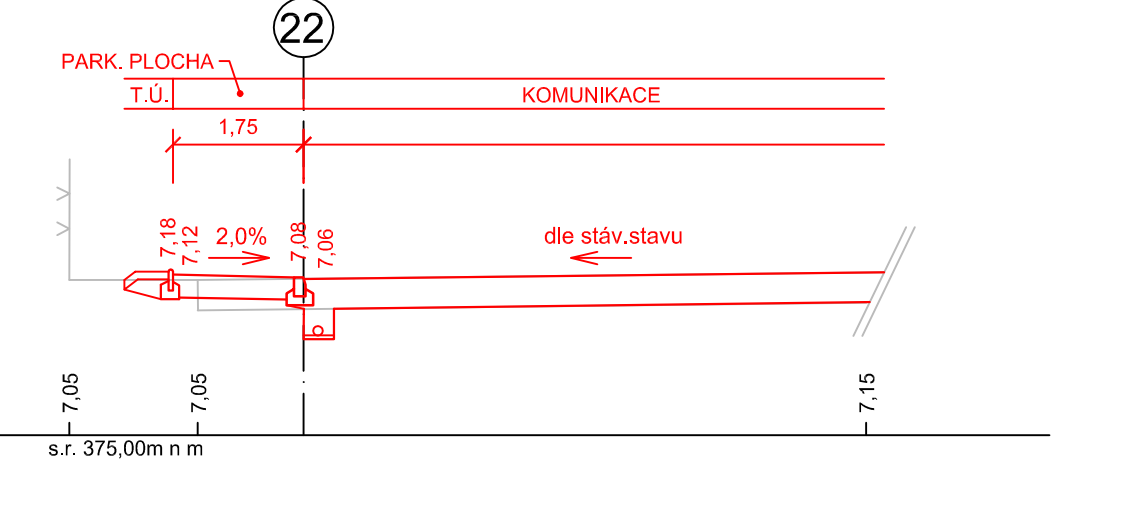 22
PARK. PLOCHA
T.Ú.
KOMUNIKACE
1,75
7,18
7,12
2,0%
7,08
7,06
dle stáv.stavu
7,05
7,05
7,15
s.r. 375,00m n m